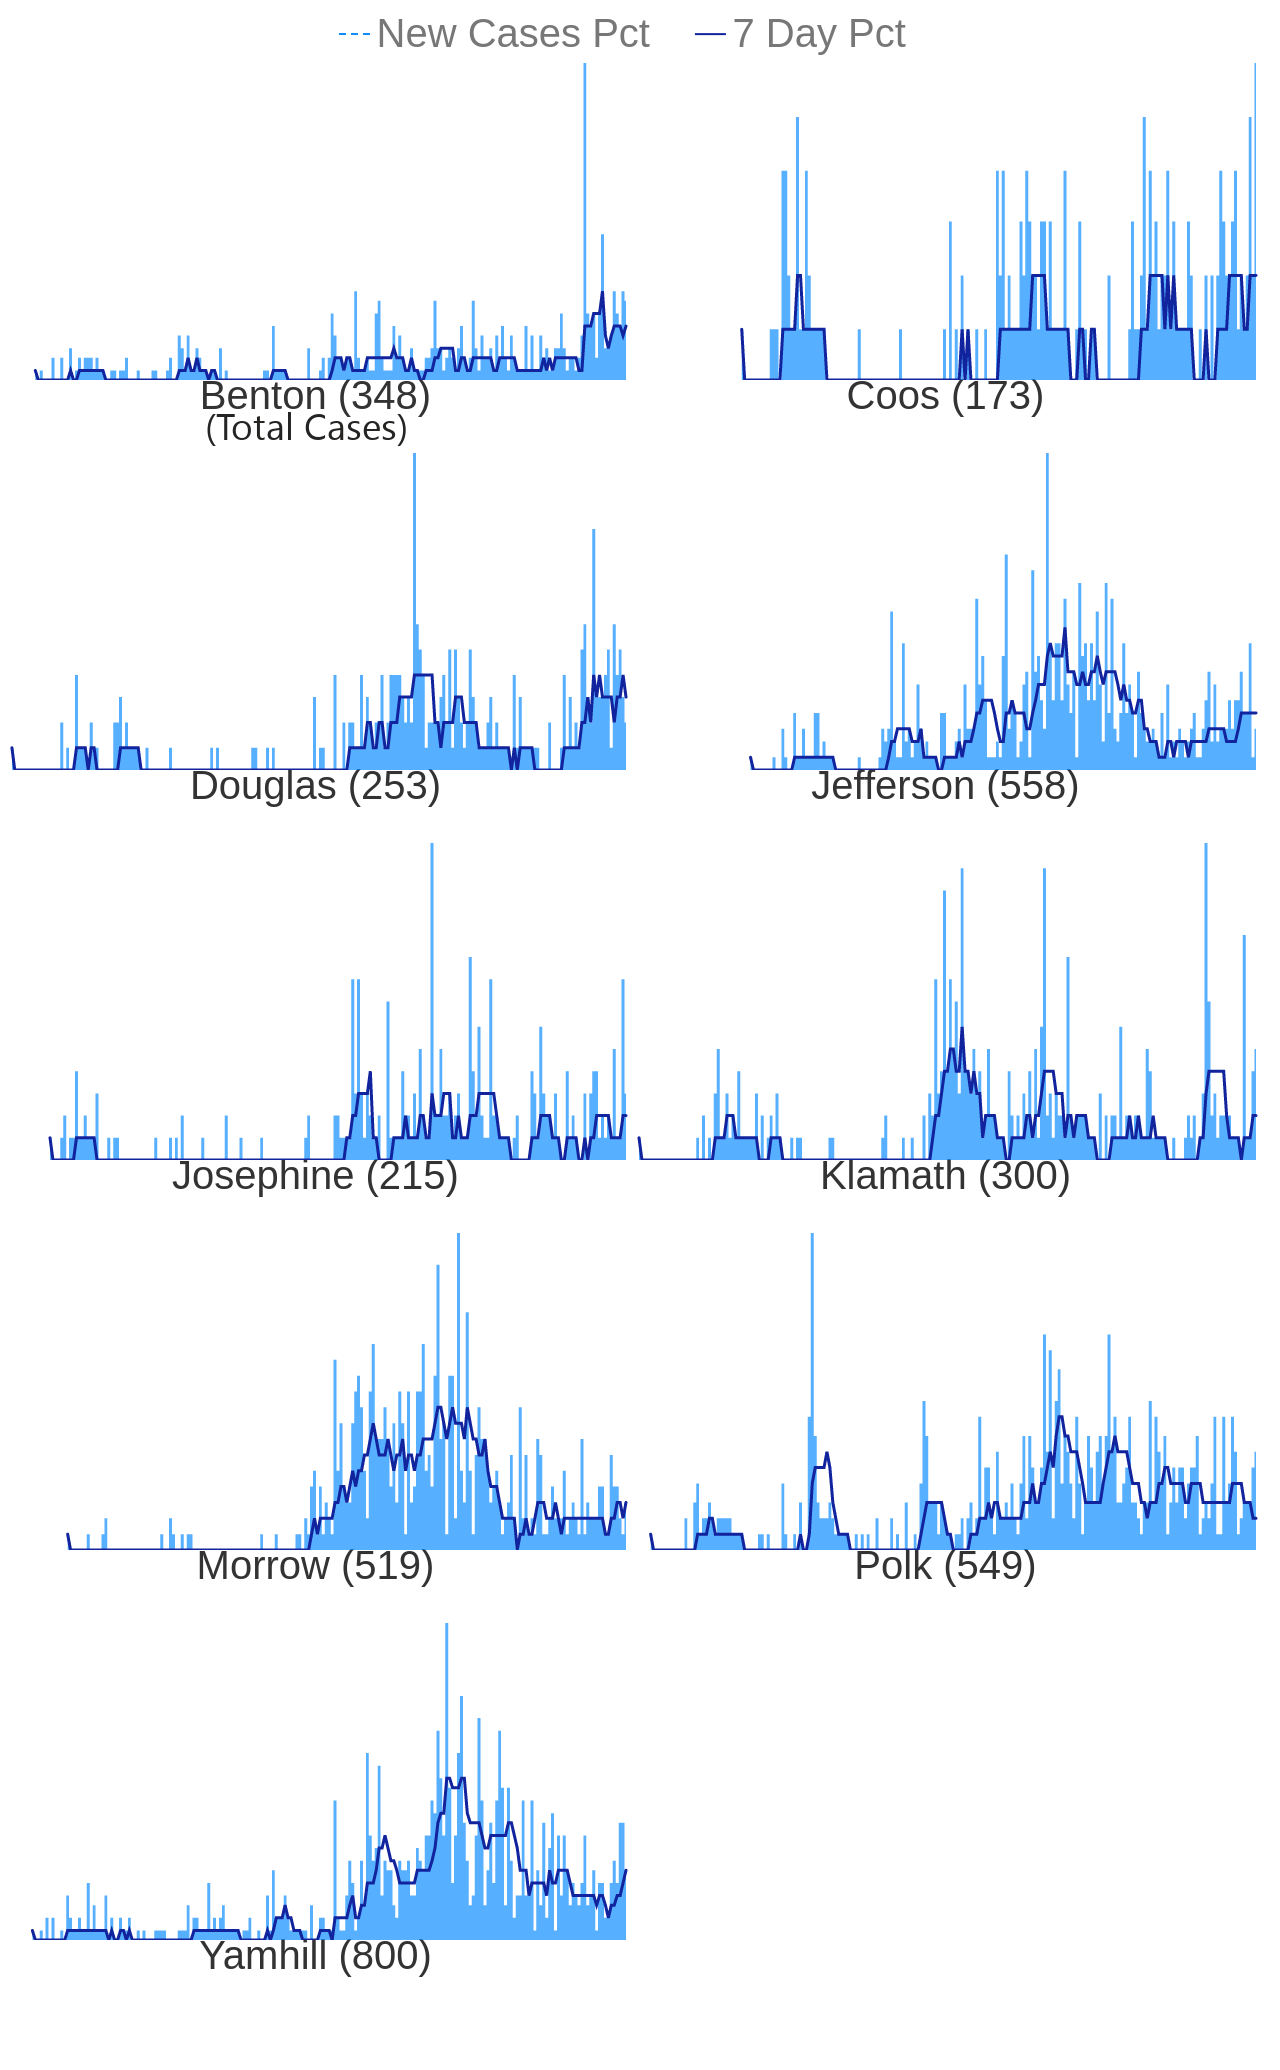 New Cases Pct 7 Day Pct
Benton (348) Coos (173)
(Total Cases)
Douglas (253) Jefferson (558)
Josephine (215) Klamath (300)
Morrow (519) Polk (549)
Yamhill (800)